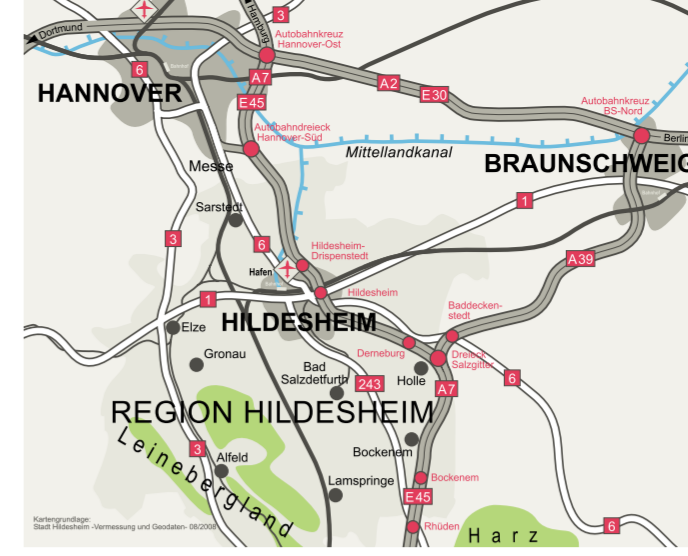 3
Hamburg
Dortmund
Autobahnkreuz
Hannover-Ost
6
A7
A2
E30
HANNOVER
E45
Autobahnkreuz
BS-Nord
Autobahndreieck
Hannover-Süd
Berlin
Mittellandkanal
Messe
BRAUNSCHWEIG
1
Sarstedt
3
6
Hildesheim-
Drispenstedt
A39
Hafen
Hildesheim
1
Baddecken-
stedt
HILDESHEIM
Elze
Gronau
Derneburg
Dreieck
Salzgitter
Bad
Salzdetfurth
243
Holle
A7
6
REGION HILDESHEIM
Leinebergland
3
Alfeld
Bockenem
Lamspringe
Bockenem
E45
Rhüden
6
Harz
Kartengrundlage:
Stadt Hildesheim -Vermessung und Geodaten- 08/2008